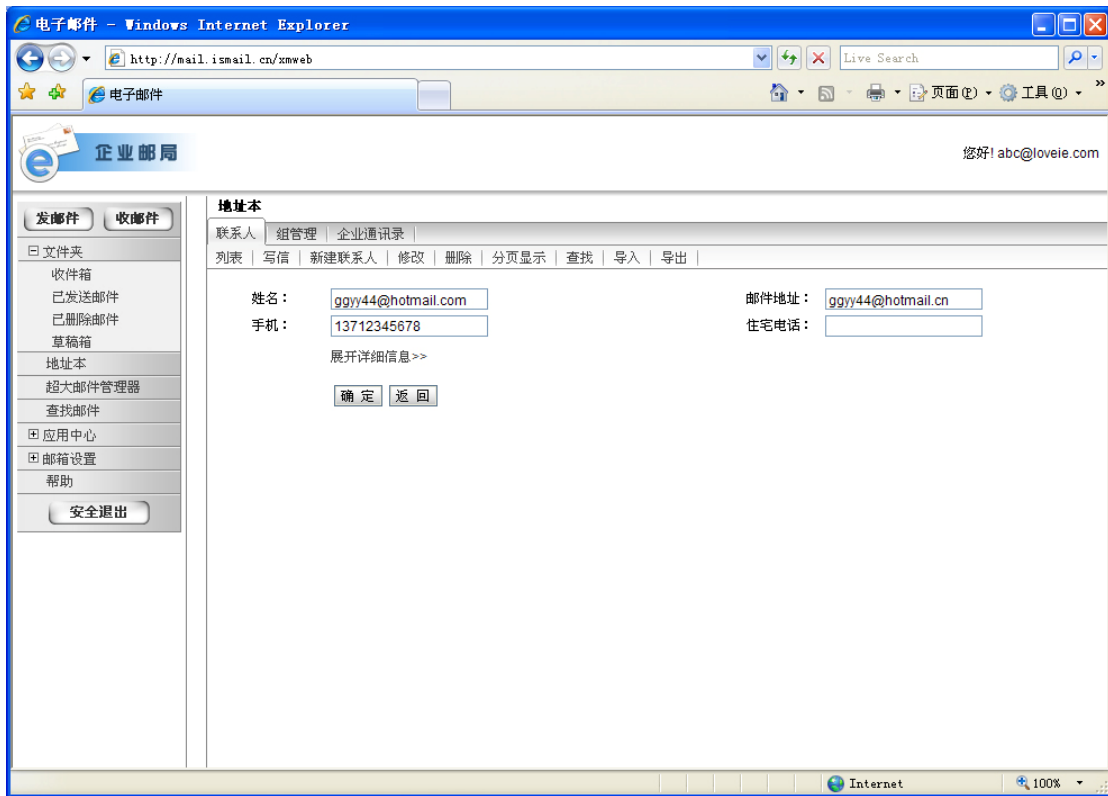 电子邮件 - Windows Internet Explorer
http://mail.ismail.cn/xmweb
Live Search
电子邮件
页面(P)
工具(O)
»
企业邮局
您好! abc@loveie.com
发邮件 收邮件
文件夹
收件箱
已发送邮件
已删除邮件
草稿箱
地址本
超大邮件管理器
查找邮件
应用中心
邮箱设置
帮助
安全退出
地址本
联系人 组管理 企业通讯录
列表 写信 新建联系人 修改 删除 分页显示 查找 导入 导出
姓名： ggyy44@hotmail.com 邮件地址： ggyy44@hotmail.cn
手机： 13712345678 住宅电话：
展开详细信息>>
确 定 返 回
Internet 100%